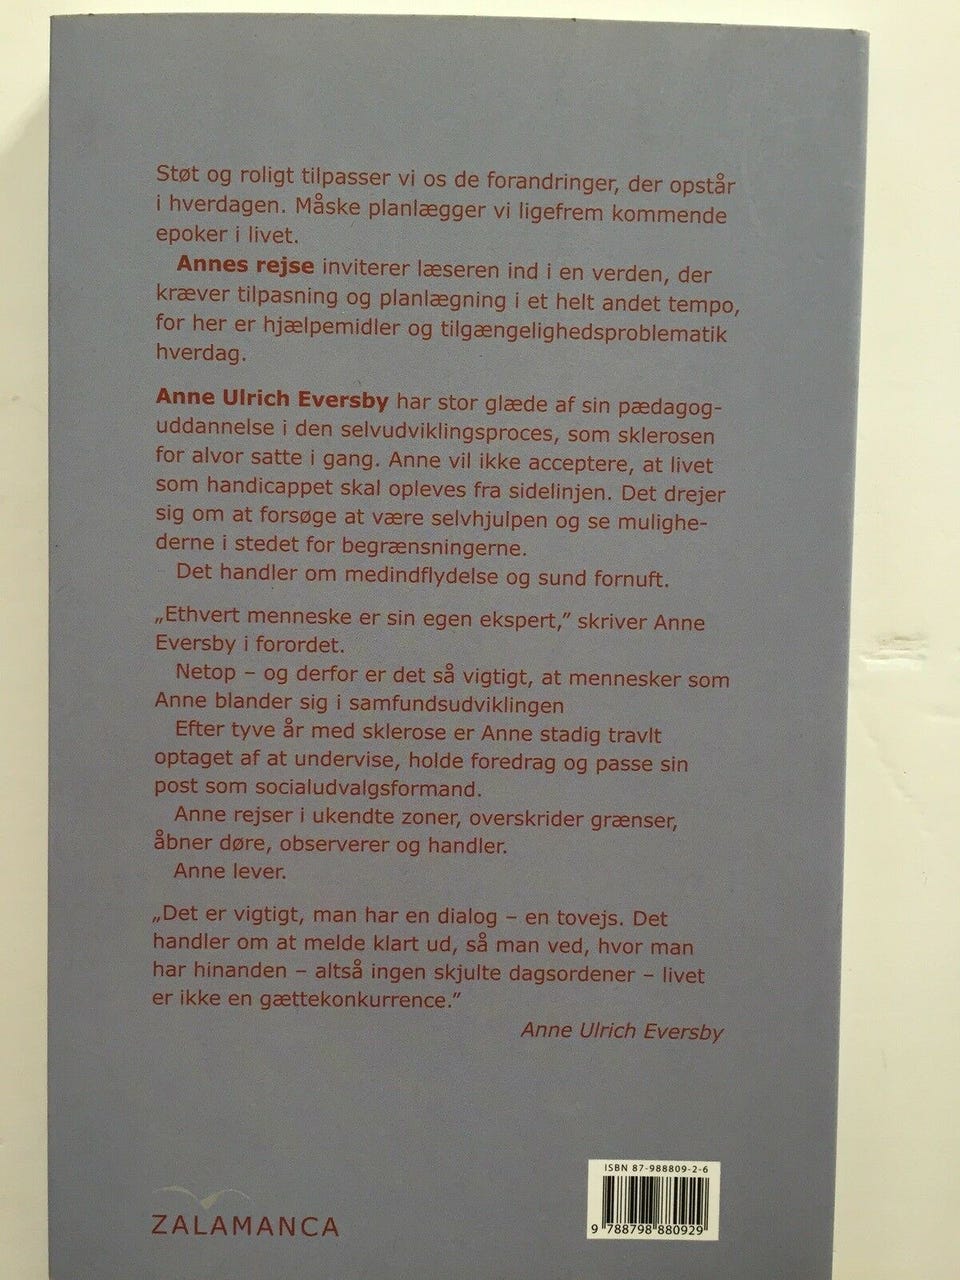 Støt og roligt tilpasser vi os de forandringer, der opstår
i hverdagen. Måske planlægger vi ligefrem kommende
epoker i livet.
Annes rejse inviterer læseren ind i en verden, der
kræver tilpasning og planlægning i et helt andet tempo,
for her er hjælpemidler og tilgængelighedsproblematik
hverdag.
Anne Ulrich Eversby har stor glæde af sin pædagog-
uddannelse i den selvudviklingsproces, som sklerosen
for alvor satte i gang. Anne vil ikke acceptere, at livet
som handicappet skal opleves fra sidelinjen. Det drejer
sig om at forsøge at være selvhjulpen og se mulighe-
derne i stedet for begrænsningerne.
Det handler om medindflydelse og sund fornuft.
„Ethvert menneske er sin egen ekspert,” skriver Anne
Eversby i forordet.
Netop – og derfor er det så vigtigt, at mennesker som
Anne blander sig i samfundsudviklingen
Efter tyve år med sklerose er Anne stadig travlt
optaget af at undervise, holde foredrag og passe sin
post som socialudvalgsformand.
Anne rejser i ukendte zoner, overskrider grænser,
åbner døre, observerer og handler.
Anne lever.
„Det er vigtigt, man har en dialog – en tovejs. Det
handler om at melde klart ud, så man ved, hvor man
har hinanden – altså ingen skjulte dagsordener – livet
er ikke en gættekonkurrence.”
Anne Ulrich Eversby
ISBN 87-988809-2-6
9 788798 880929
ZALAMANCA